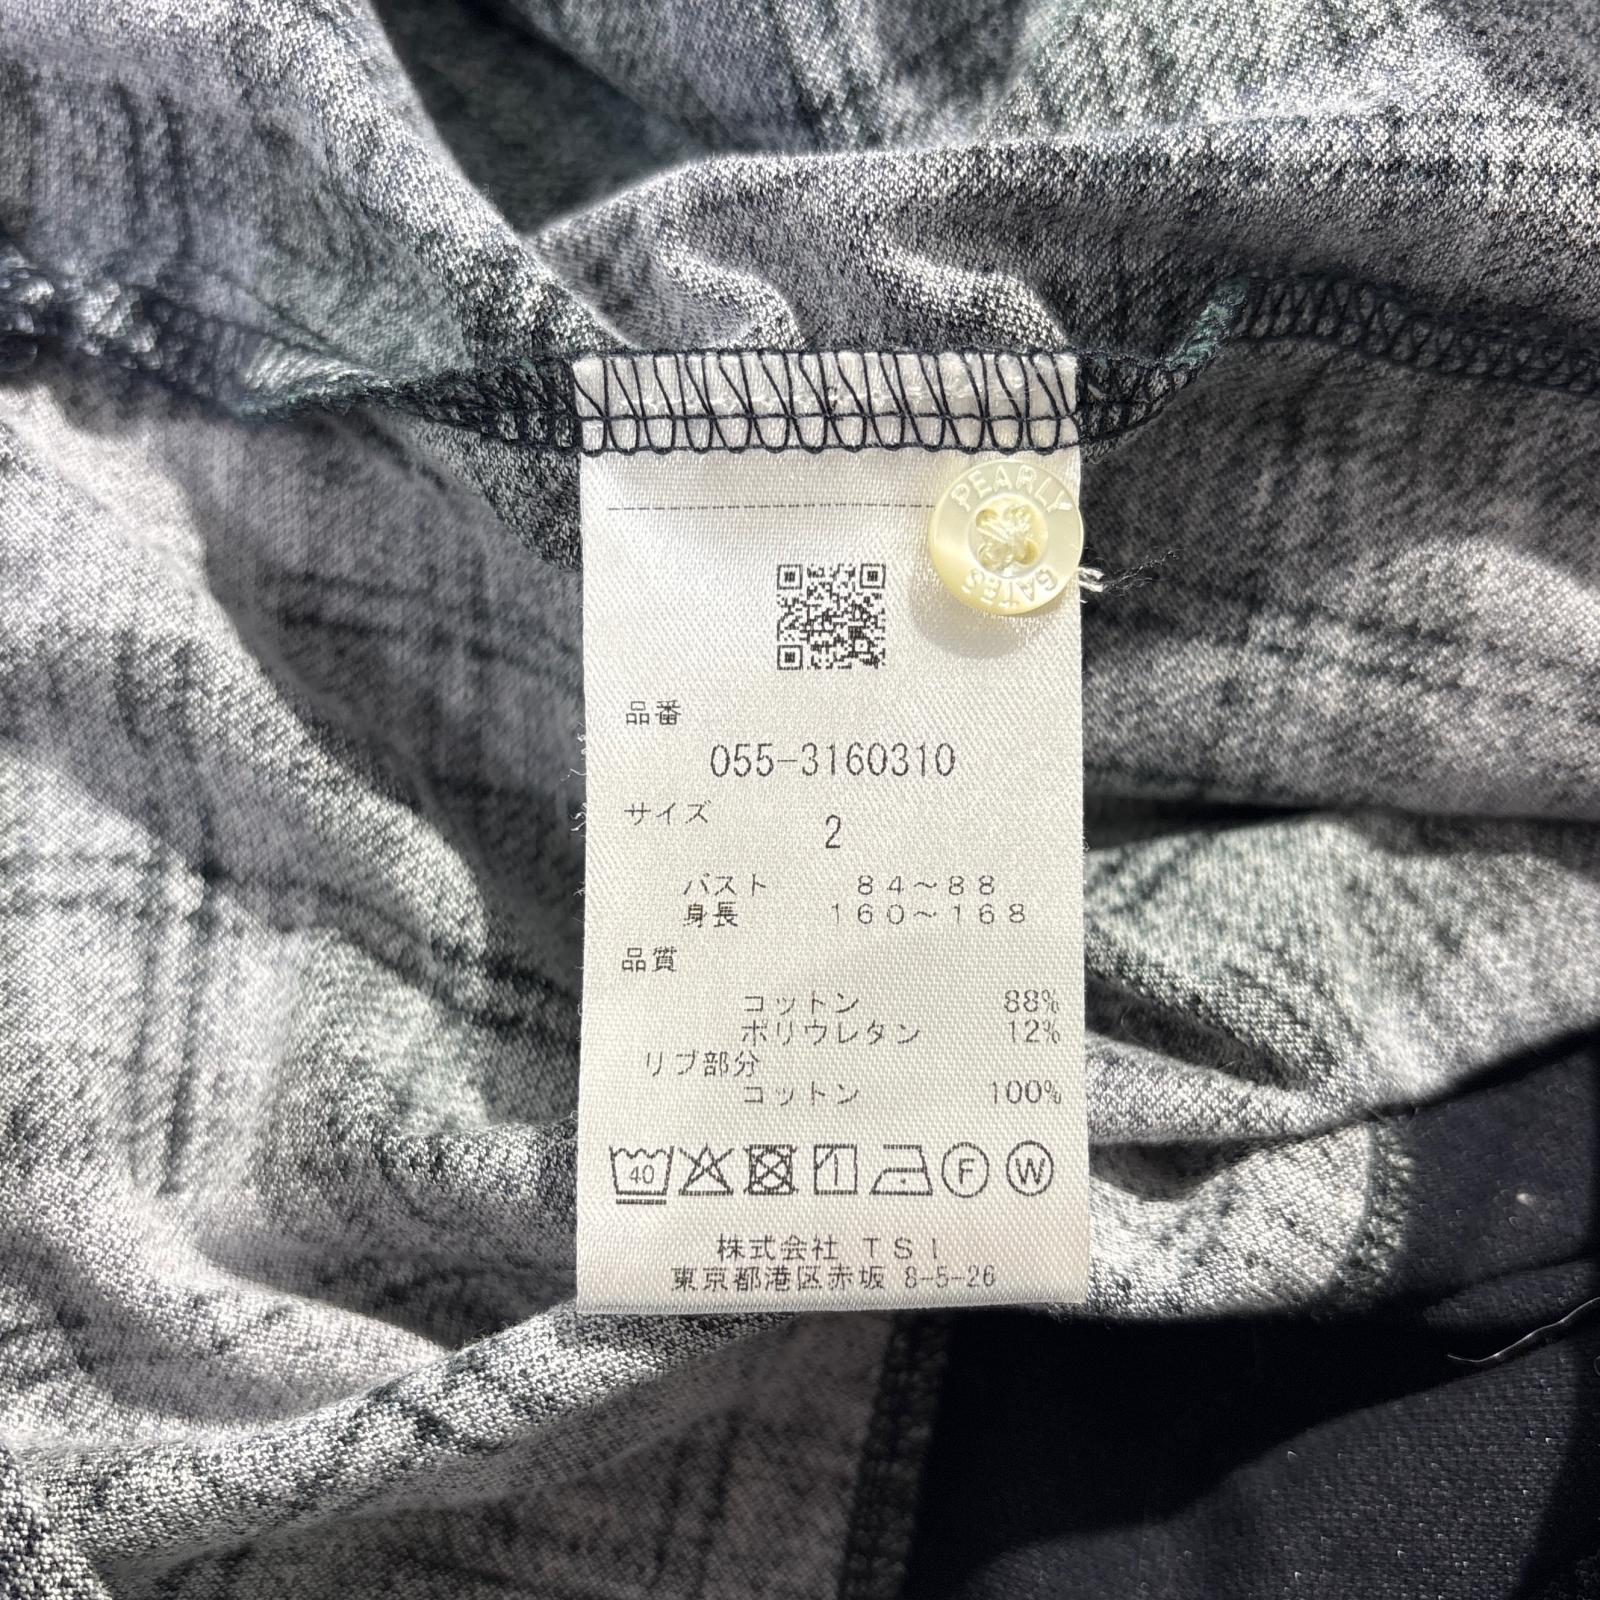 PEARLY
GATES
品番
055-3160310
サイズ
2
バスト 84～88
身長 160～168
品質
コットン 88%
ポリウレタン 12%
リブ部分
コットン 100%
40 F W
株式会社 TSI
東京都港区赤坂 8-5-26